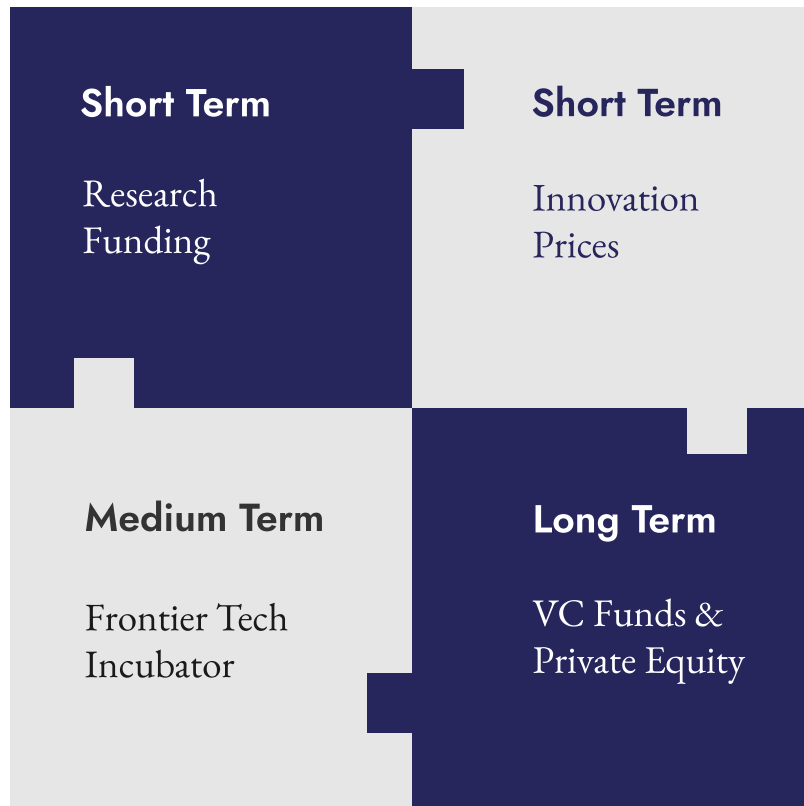 Short Term
Research
Funding
Short Term
Innovation
Prices
Medium Term
Frontier Tech
Incubator
Long Term
VC Funds &
Private Equity